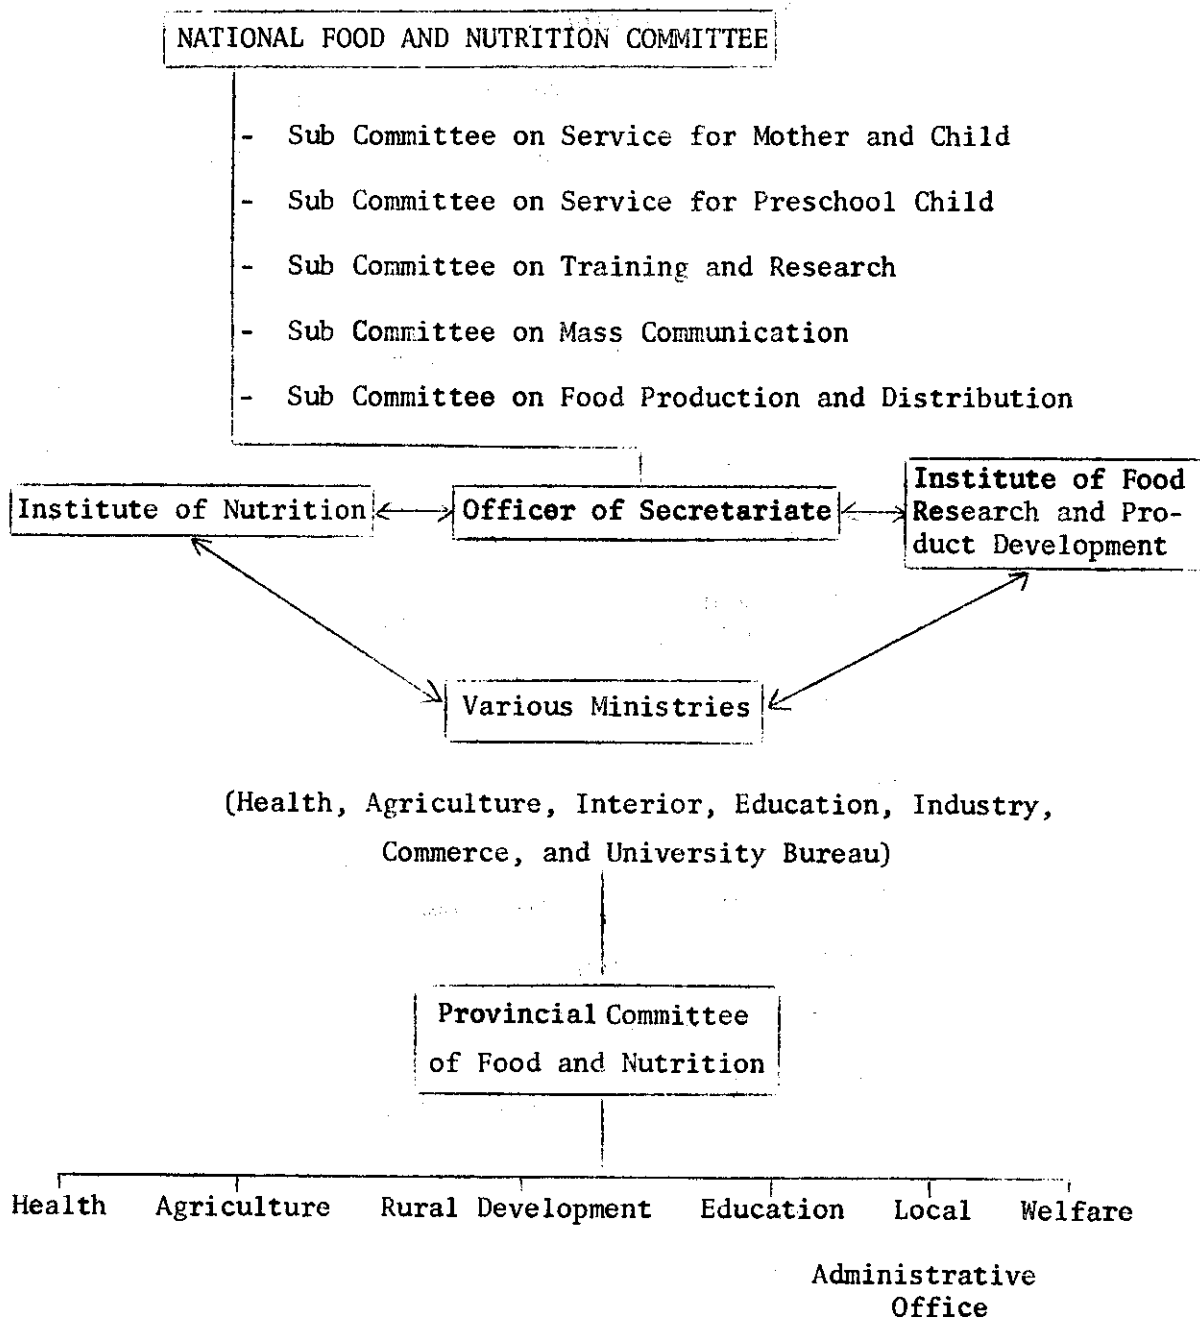 NATIONAL FOOD AND NUTRITION COMMITTEE
- Sub Committee on Service for Mother and Child
- Sub Committee on Service for Preschool Child
- Sub Committee on Training and Research
- Sub Committee on Mass Communication
- Sub Committee on Food Production and Distribution
Institute of Nutrition
Officer of Secretariate
Institute of Food
Research and Pro-
duct Development
Various Ministries
(Health, Agriculture, Interior, Education, Industry,
Commerce, and University Bureau)
Provincial Committee
of Food and Nutrition
Health Agriculture Rural Development Education Local Welfare
Administrative
Office